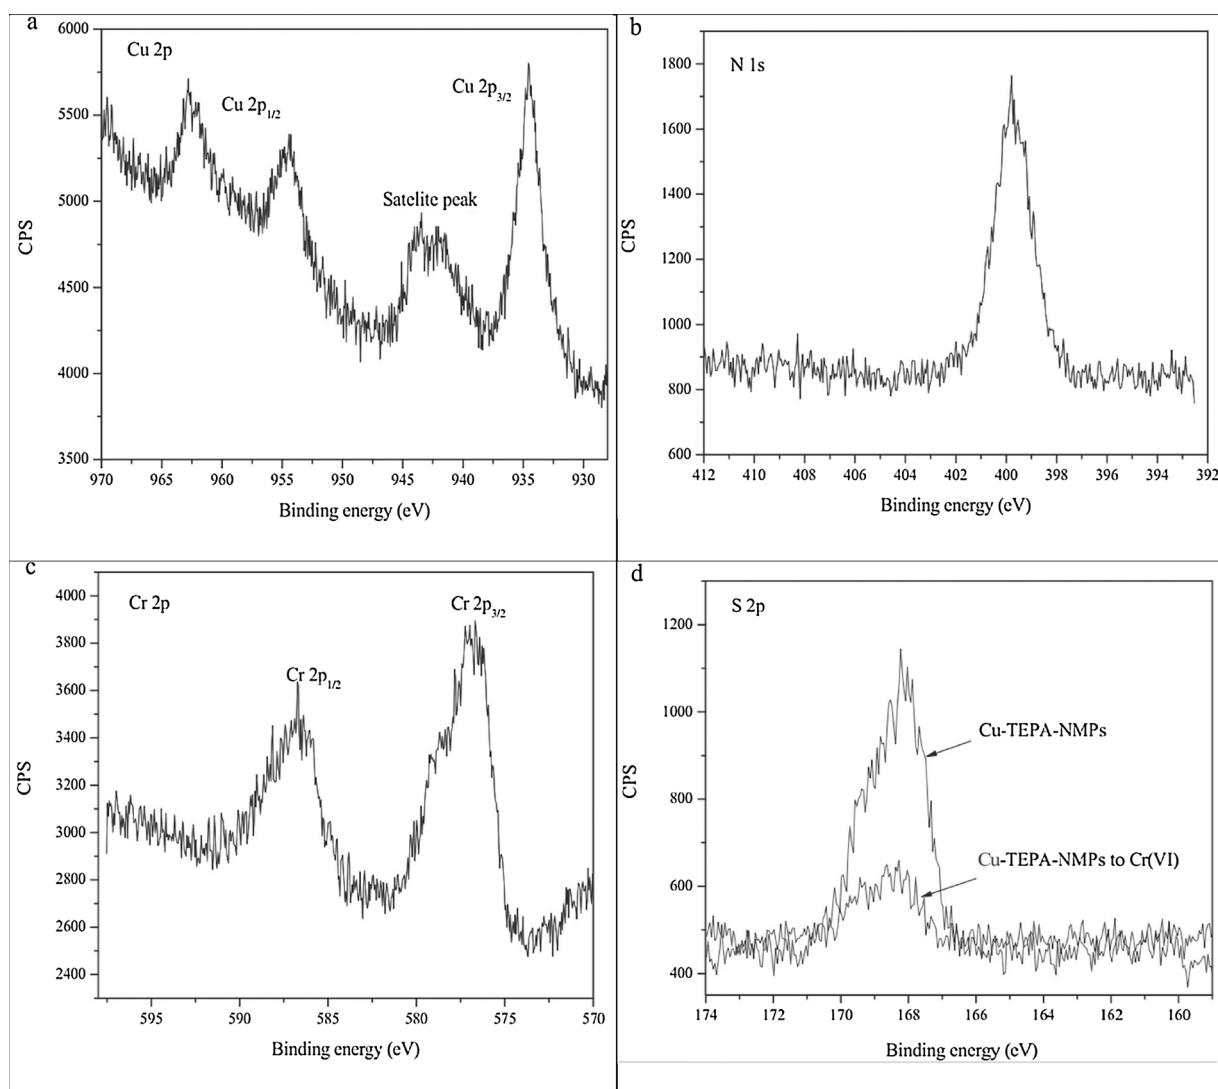 a
Cu 2p
Cu 2p1/2
Cu 2p3/2
Satelite peak
6000
5500
5000
4500
4000
3500
CPS
970 965 960 955 950 945 940 935 930
Binding energy (eV)
b
N 1s
1800
1600
1400
1200
1000
800
600
CPS
412 410 408 406 404 402 400 398 396 394 392
Binding energy (eV)
c
Cr 2p
Cr 2p3/2
Cr 2p1/2
4000
3800
3600
3400
3200
3000
2800
2600
2400
CPS
595 590 585 580 575 570
Binding energy (eV)
d
S 2p
1200
1000
800
600
400
CPS
Cu-TEPA-NMPs
Cu-TEPA-NMPs to Cr(VI)
174 172 170 168 166 164 162 160
Binding energy (eV)